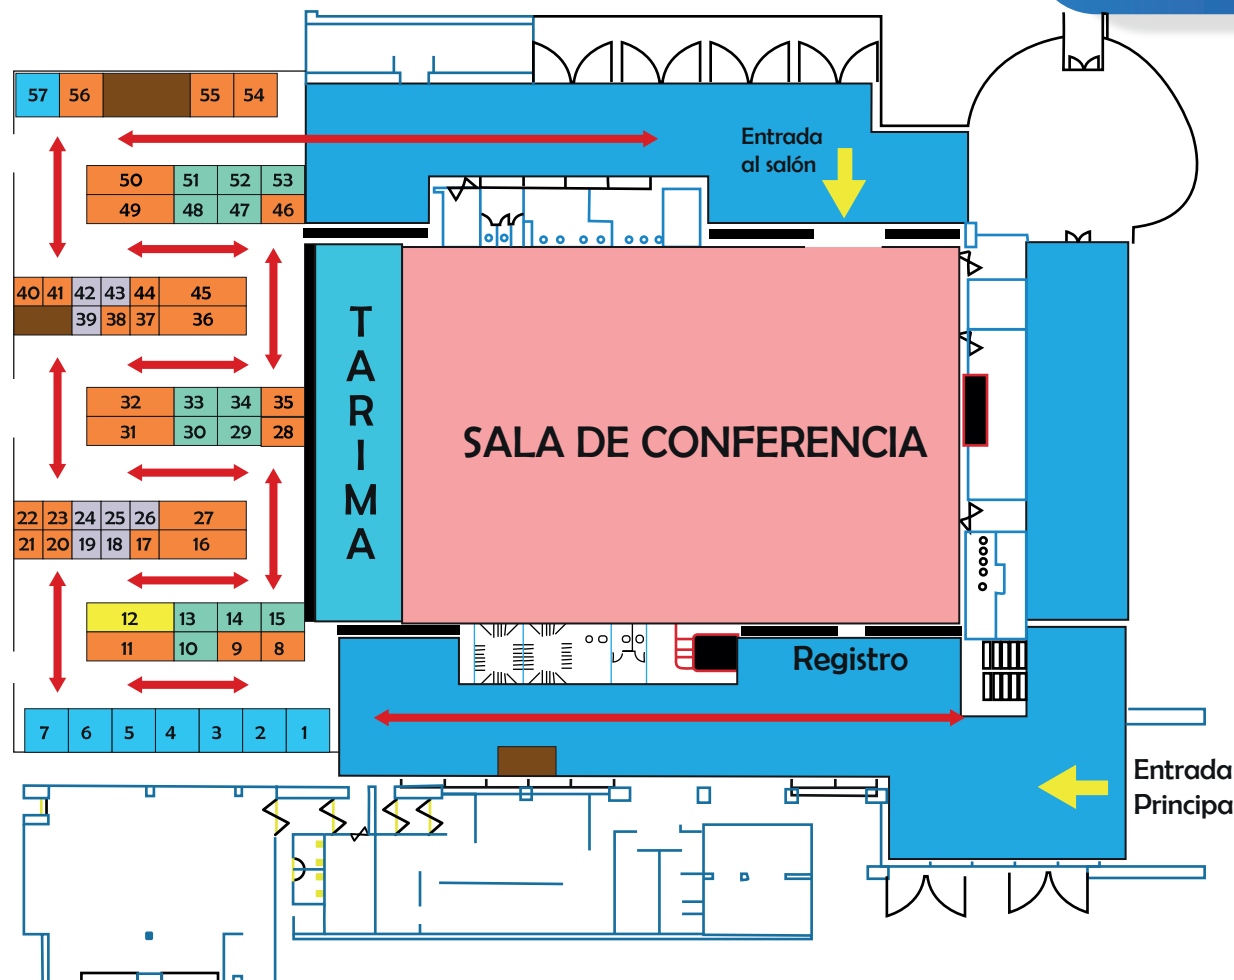 57 56 55 54
Entrada
al salón
50 51 52 53
49 48 47 46
40 41 42 43 44 45
39 38 37 36
TARIMA
32 33 34 35
31 30 29 28
SALA DE CONFERENCIA
22 23 24 25 26 27
21 20 19 18 17 16
12 13 14 15
11 10 9 8
Registro
7 6 5 4 3 2 1
Entrada
Principa